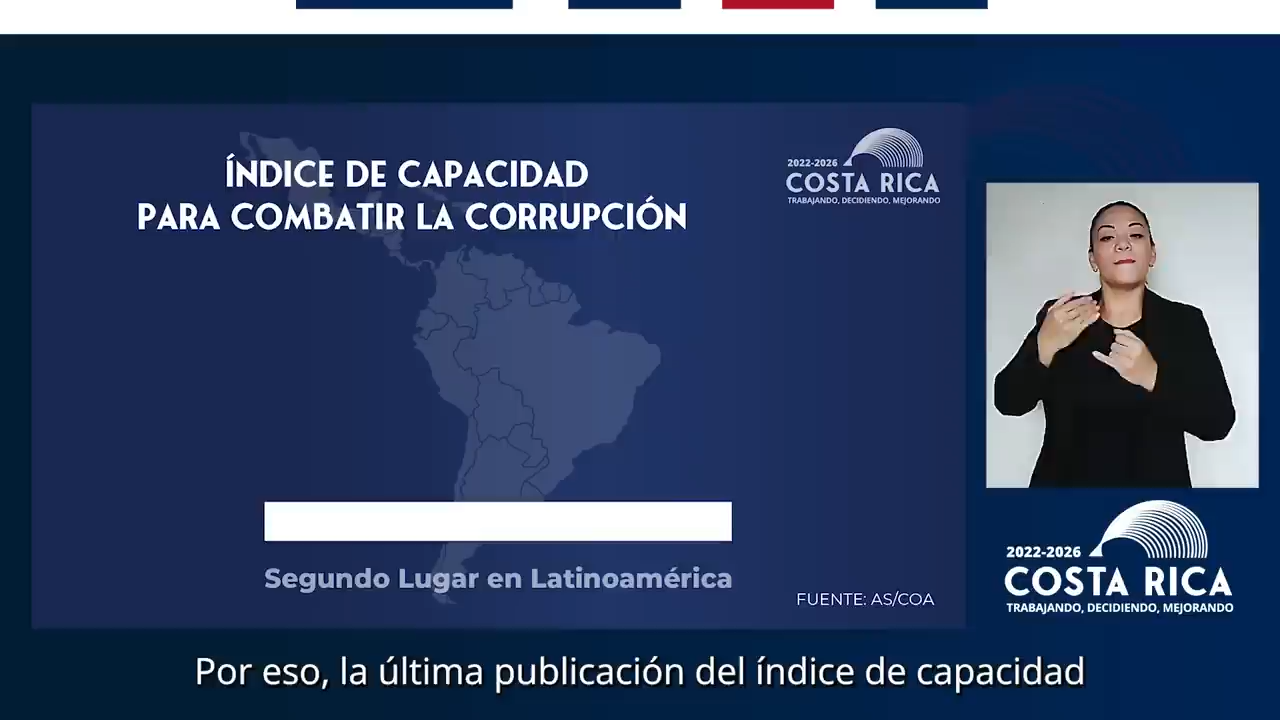 ÍNDICE DE CAPACIDAD
PARA COMBATIR LA CORRUPCIÓN
2022-2026
COSTA RICA
TRABAJANDO, DECIDIENDO, MEJORANDO
Segundo Lugar en Latinoamérica
FUENTE: AS/COA
2022-2026
COSTA RICA
TRABAJANDO, DECIDIENDO, MEJORANDO
Por eso, la última publicación del índice de capacidad